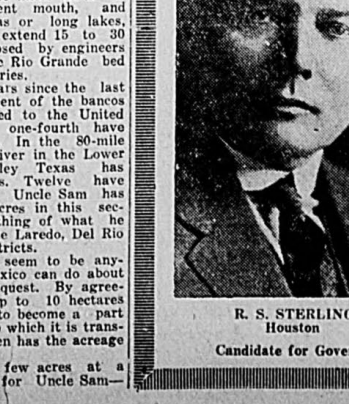 ent mouth, and
as or long lakes,
extend 15 to 30
osed by engineers
Rio Grande bed
ries.
ars since the last
ent of the bancos
ed to the United
one-fourth have
In the 80-mile
iver in the Lower
ley Texas has
s. Twelve have
Uncle Sam has
cres in this sec-
thing of what he
e Laredo, Del Rio
tricts.
seem to be any-
xico can do about
quest. By agree-
p to 10 hectares
to become a part
which it is trans-
en has the acreage
few acres at a
for Uncle Sam—
R. S. STERLING
Houston
Candidate for Gove